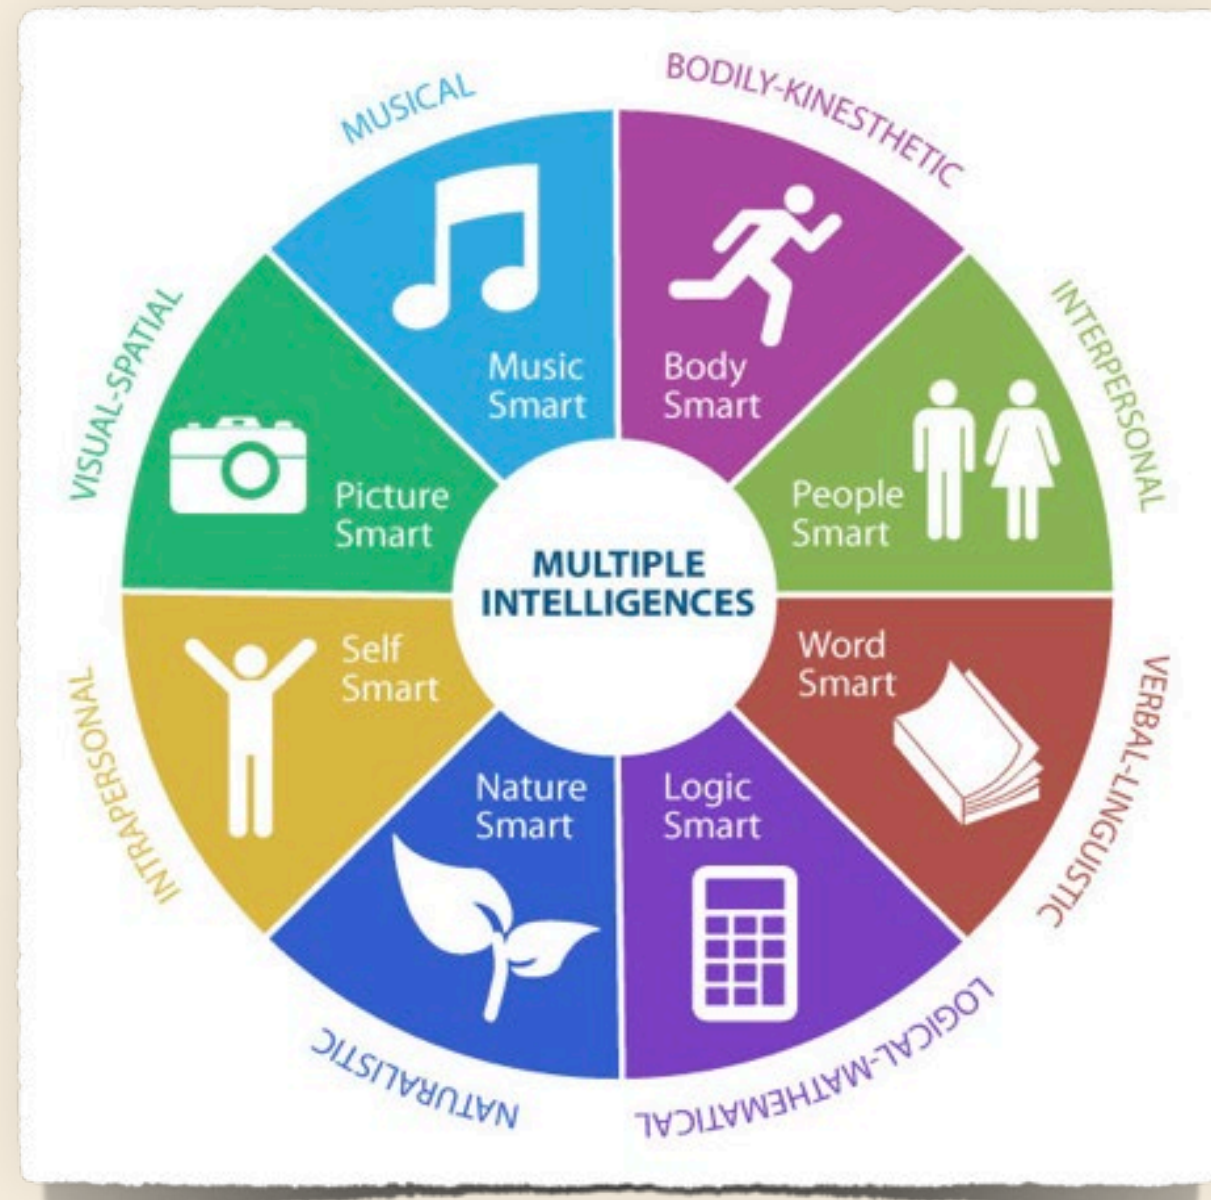 MUSICAL
BODILY-KINESTHETIC
Music
Smart
Body
Smart
VISUAL-SPATIAL
INTERPERSONAL
Picture
Smart
People
Smart
MULTIPLE
INTELLIGENCES
Self
Smart
Word
Smart
INTRAPERSONAL
VERBAL-LINGUISTIC
Nature
Smart
Logic
Smart
NATURALISTIC
LOGICAL-MATHEMATICAL